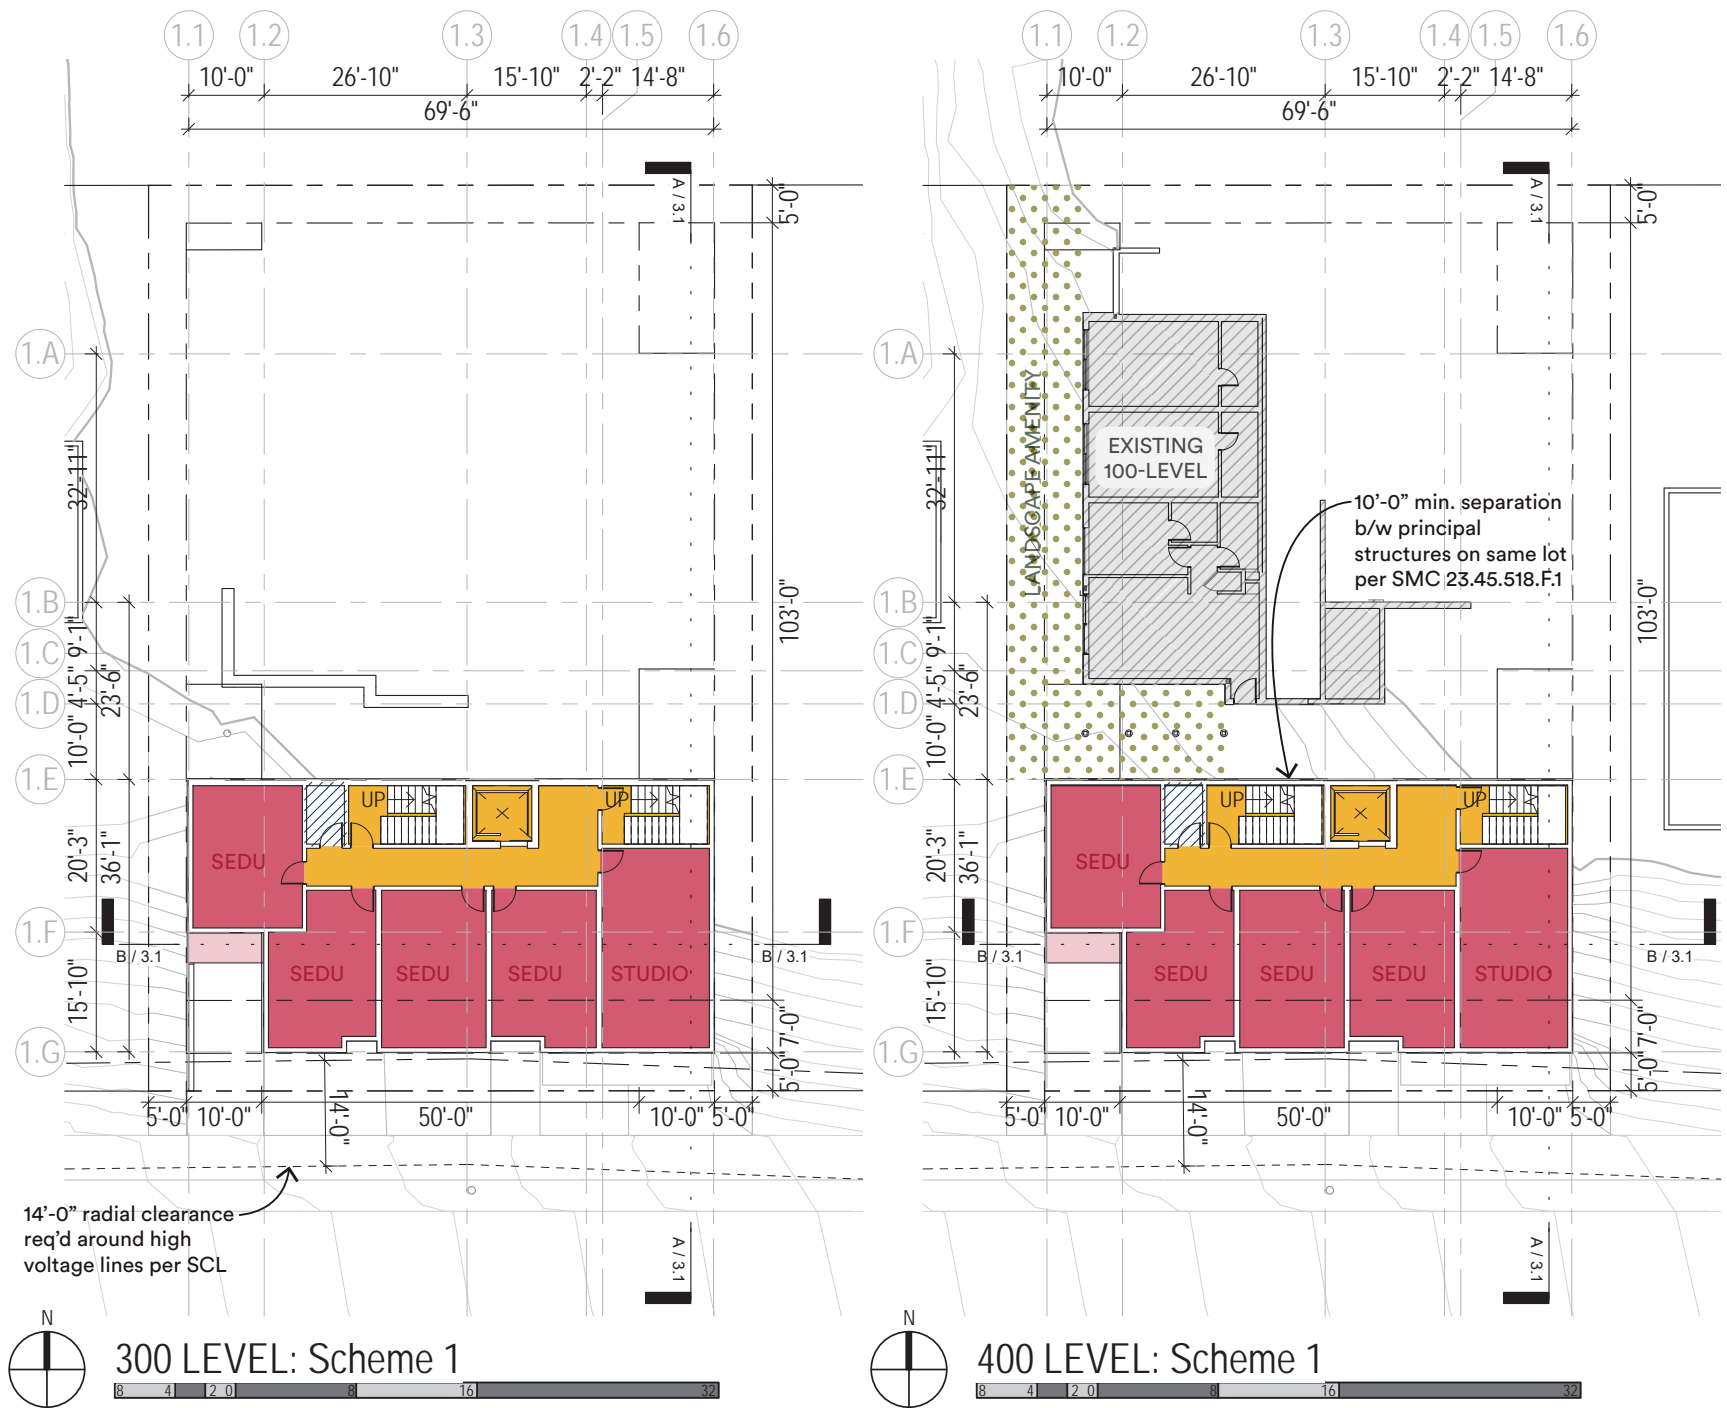 1.1 1.2 1.3 1.4 1.5 1.6
10'-0" 26'-10" 15'-10" 2'-2" 14'-8"
69'-6"
A / 3.1
5'-0"
1.A
32'-11"
1.B
103'-0"
9'-1"
1.C
4'-5"
23'-6"
1.D
10'-0"
1.E
UP
UP
20'-3"
36'-1"
SEDU
1.F
B / 3.1
B / 3.1
SEDU SEDU SEDU STUDIO
15'-10"
7'-0"
1.G
5'-0"
5'-0" 10'-0" 14'-0" 50'-0" 10'-0" 5'-0"
14'-0" radial clearance
req'd around high
voltage lines per SCL
A / 3.1
N
300 LEVEL: Scheme 1
8 4 2 0 8 16 32
1.1 1.2 1.3 1.4 1.5 1.6
10'-0" 26'-10" 15'-10" 2'-2" 14'-8"
69'-6"
A / 3.1
5'-0"
1.A
LANDSCAPE AMENITY
EXISTING
100-LEVEL
32'-11"
10'-0" min. separation
b/w principal
structures on same lot
per SMC 23.45.518.F.1
1.B
103'-0"
9'-1"
1.C
4'-5"
23'-6"
1.D
10'-0"
1.E
UP
UP
20'-3"
36'-1"
SEDU
1.F
B / 3.1
B / 3.1
SEDU SEDU SEDU STUDIO
15'-10"
7'-0"
1.G
5'-0"
5'-0" 10'-0" 14'-0" 50'-0" 10'-0" 5'-0"
A / 3.1
N
400 LEVEL: Scheme 1
8 4 2 0 8 16 32